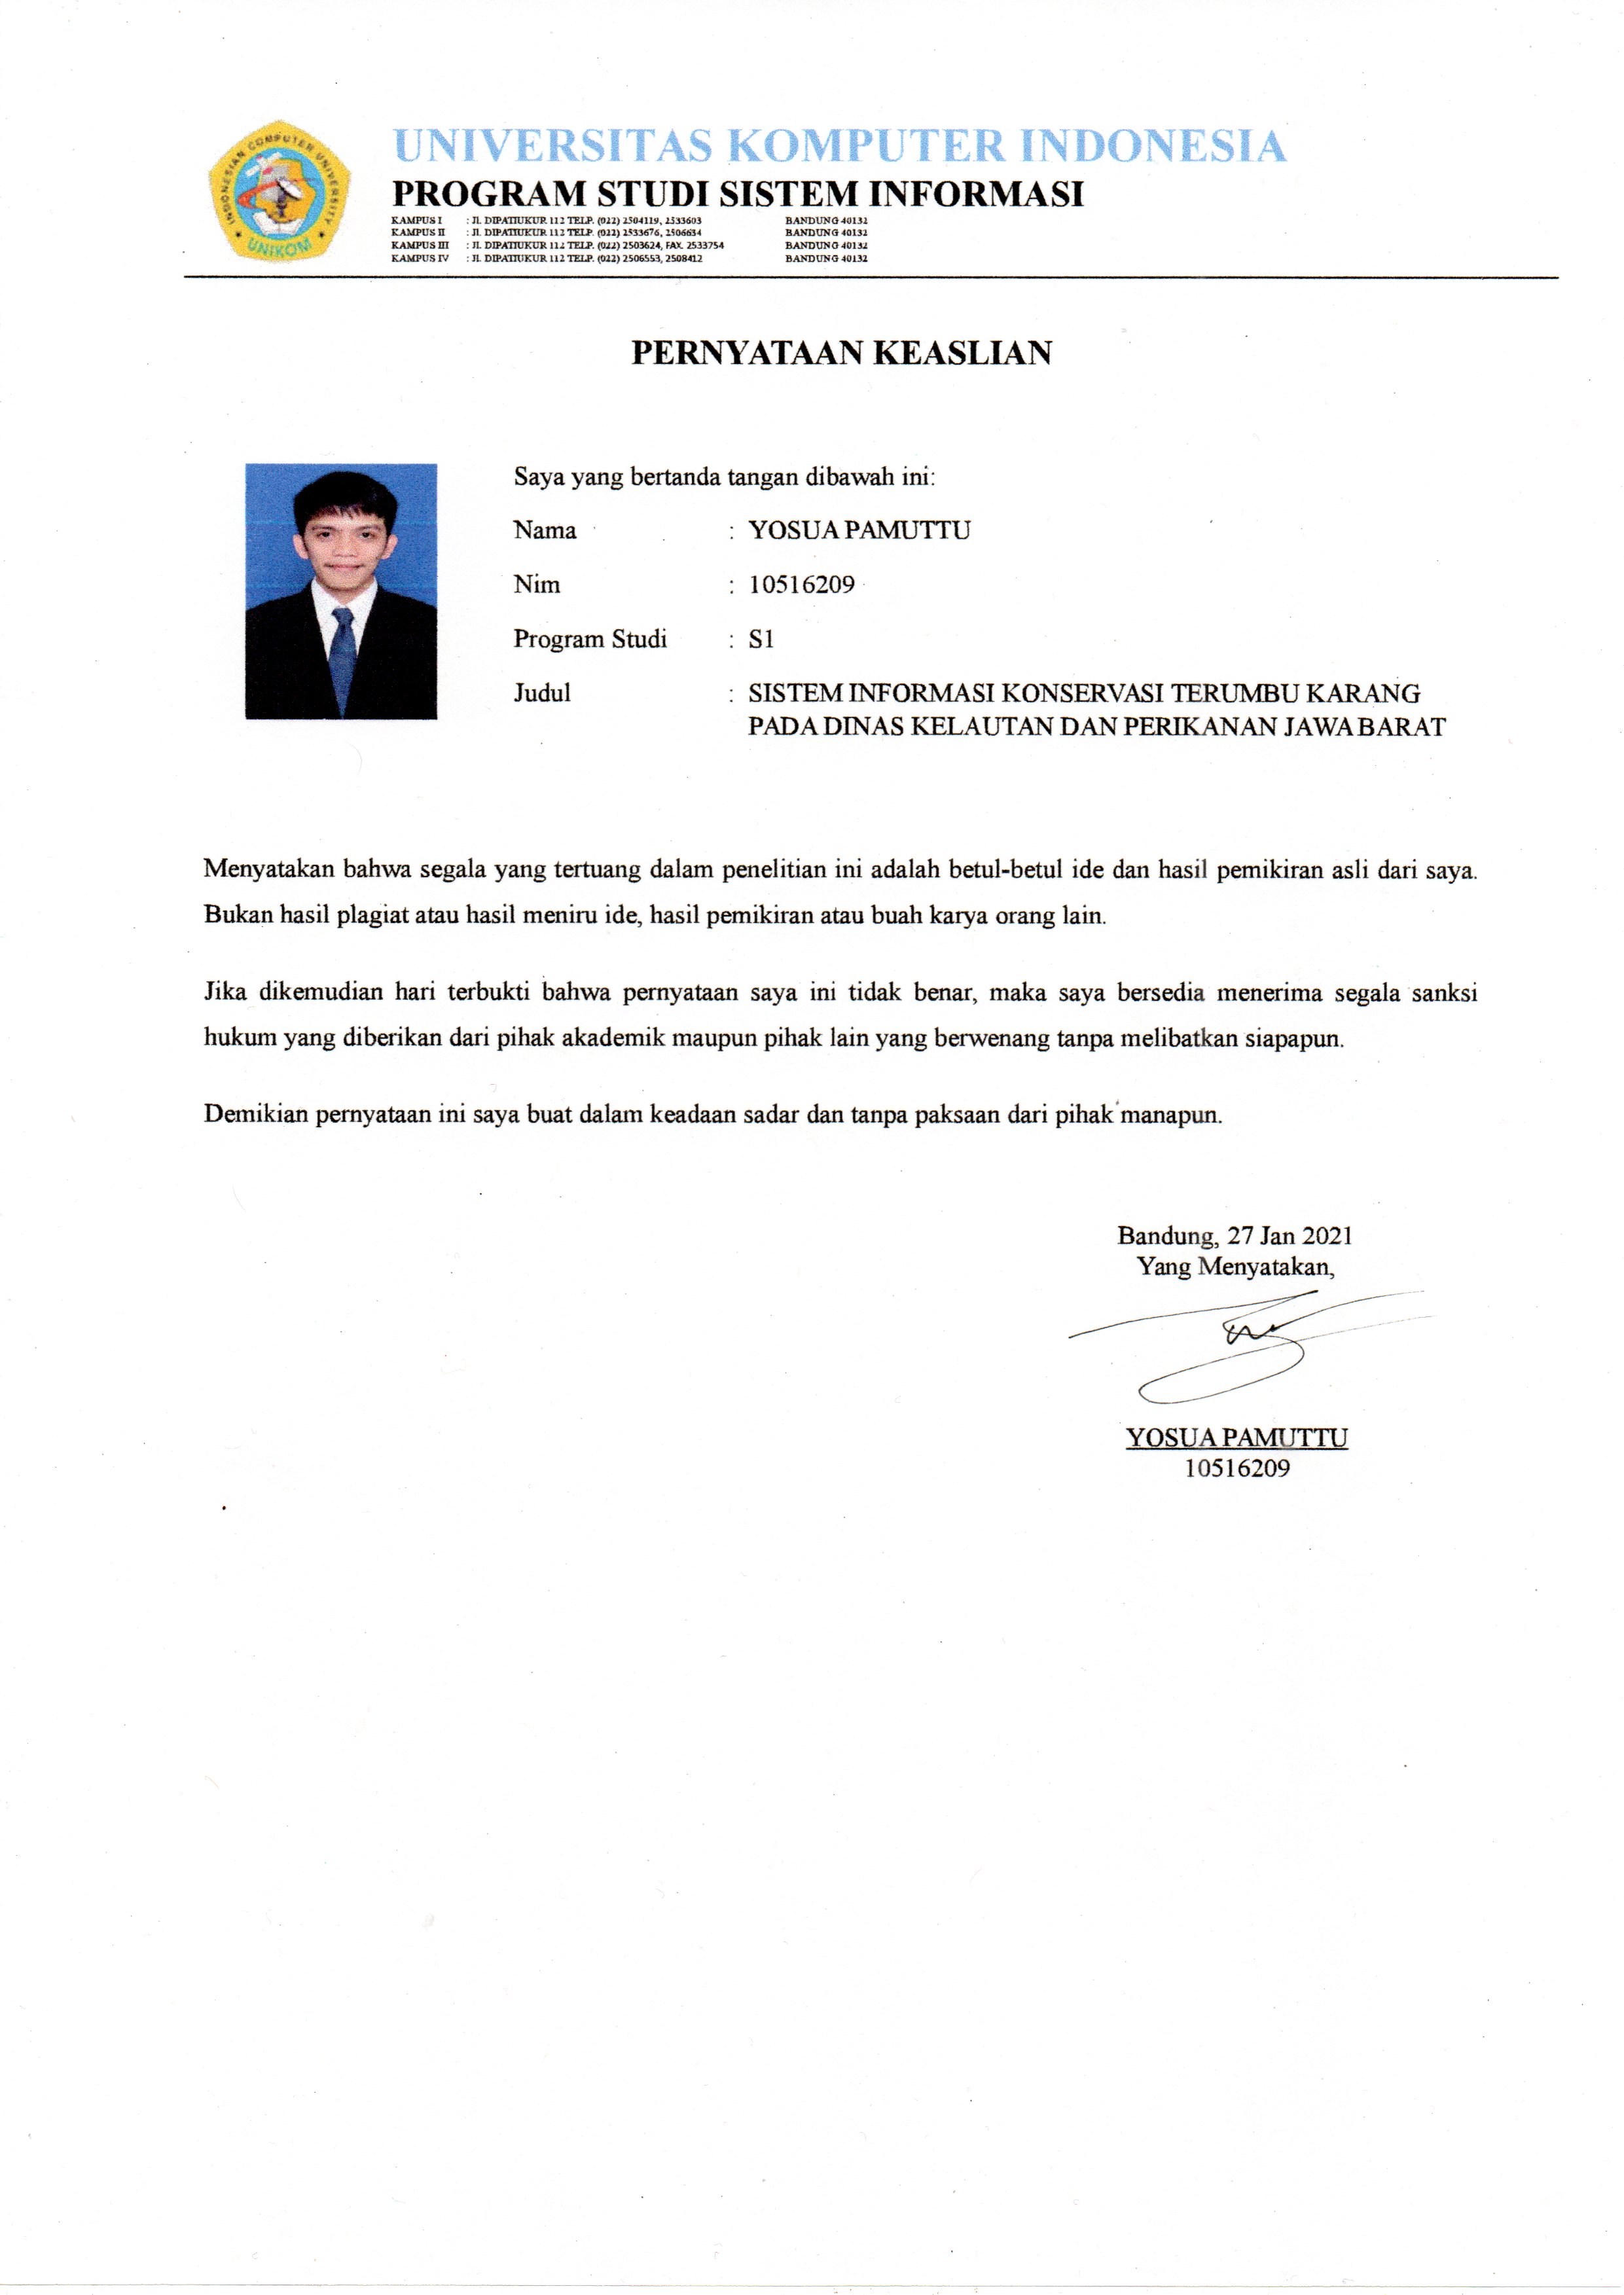 INDONESIAN COMPUTER UNIVERSITY
UNIKOM
UNIVERSITAS KOMPUTER INDONESIA
PROGRAM STUDI SISTEM INFORMASI
KAMPUS I : Jl. DIPATIUKUR 112 TELP. (022) 2504119, 2533603 BANDUNG 40132
KAMPUS II : Jl. DIPATIUKUR 112 TELP. (022) 2533676, 2506634 BANDUNG 40132
KAMPUS III : Jl. DIPATIUKUR 112 TELP. (022) 2503624, FAX. 2533754 BANDUNG 40132
KAMPUS IV : Jl. DIPATIUKUR 112 TELP. (022) 2506553, 2508412 BANDUNG 40132
PERNYATAAN KEASLIAN
Saya yang bertanda tangan dibawah ini:
Nama : YOSUA PAMUTTU
Nim : 10516209
Program Studi : S1
Judul : SISTEM INFORMASI KONSERVASI TERUMBU KARANG
PADA DINAS KELAUTAN DAN PERIKANAN JAWA BARAT
Menyatakan bahwa segala yang tertuang dalam penelitian ini adalah betul-betul ide dan hasil pemikiran asli dari saya.
Bukan hasil plagiat atau hasil meniru ide, hasil pemikiran atau buah karya orang lain.
Jika dikemudian hari terbukti bahwa pernyataan saya ini tidak benar, maka saya bersedia menerima segala sanksi
hukum yang diberikan dari pihak akademik maupun pihak lain yang berwenang tanpa melibatkan siapapun.
Demikian pernyataan ini saya buat dalam keadaan sadar dan tanpa paksaan dari pihak manapun.
Bandung, 27 Jan 2021
Yang Menyatakan,
YOSUA PAMUTTU
10516209